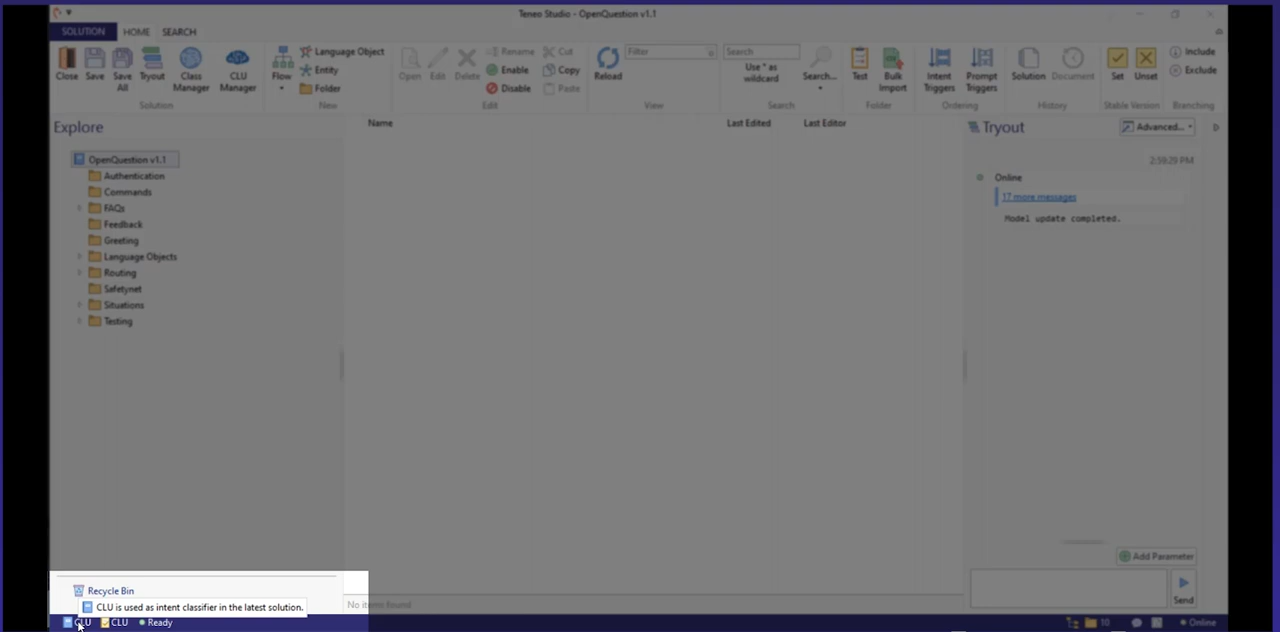 Teneo Studio - OpenQuestion v1.1
SOLUTION HOME SEARCH
Close Save Save All Tryout Class Manager CLU Manager
Solution
Flow Language Object Entity Folder
New
Open Edit Delete Rename Enable Disable Cut Copy Paste
Edit
Reload Filter
View
Search Use * as wildcard Search...
Search
Test Bulk Import
Folder
Intent Triggers Prompt Triggers
Ordering
Solution Document
History
Set Unset
Stable Version
Include Exclude
Branching
Explore
OpenQuestion v1.1
Authentication
Commands
FAQs
Feedback
Greeting
Language Objects
Routing
Safetynet
Situations
Testing
Name Last Edited Last Editor
Tryout Advanced...
2:59:29 PM
Online
17 more messages
Model update completed.
Add Parameter
Send
Recycle Bin
CLU is used as intent classifier in the latest solution.
No items found
CLU CLU Ready 10 Online